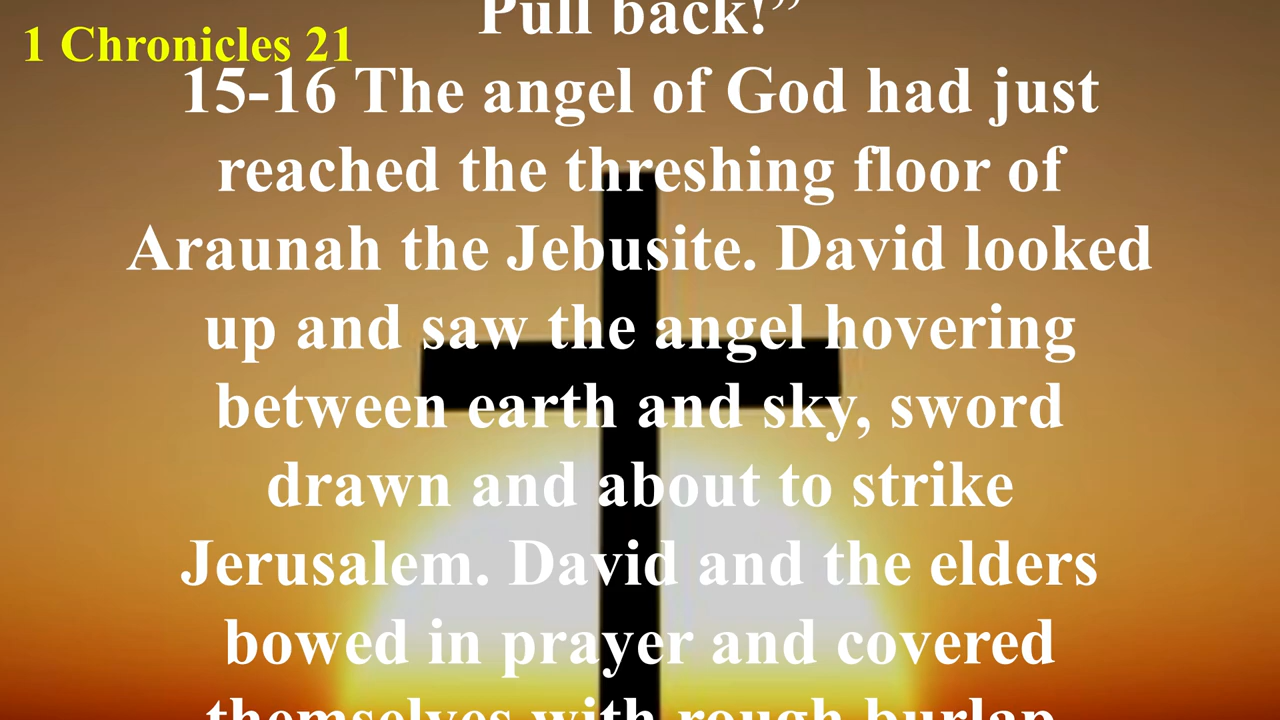 Pull back!”
1 Chronicles 21
15-16 The angel of God had just
reached the threshing floor of
Araunah the Jebusite. David looked
up and saw the angel hovering
between earth and sky, sword
drawn and about to strike
Jerusalem. David and the elders
bowed in prayer and covered
themselves with rough burlap.